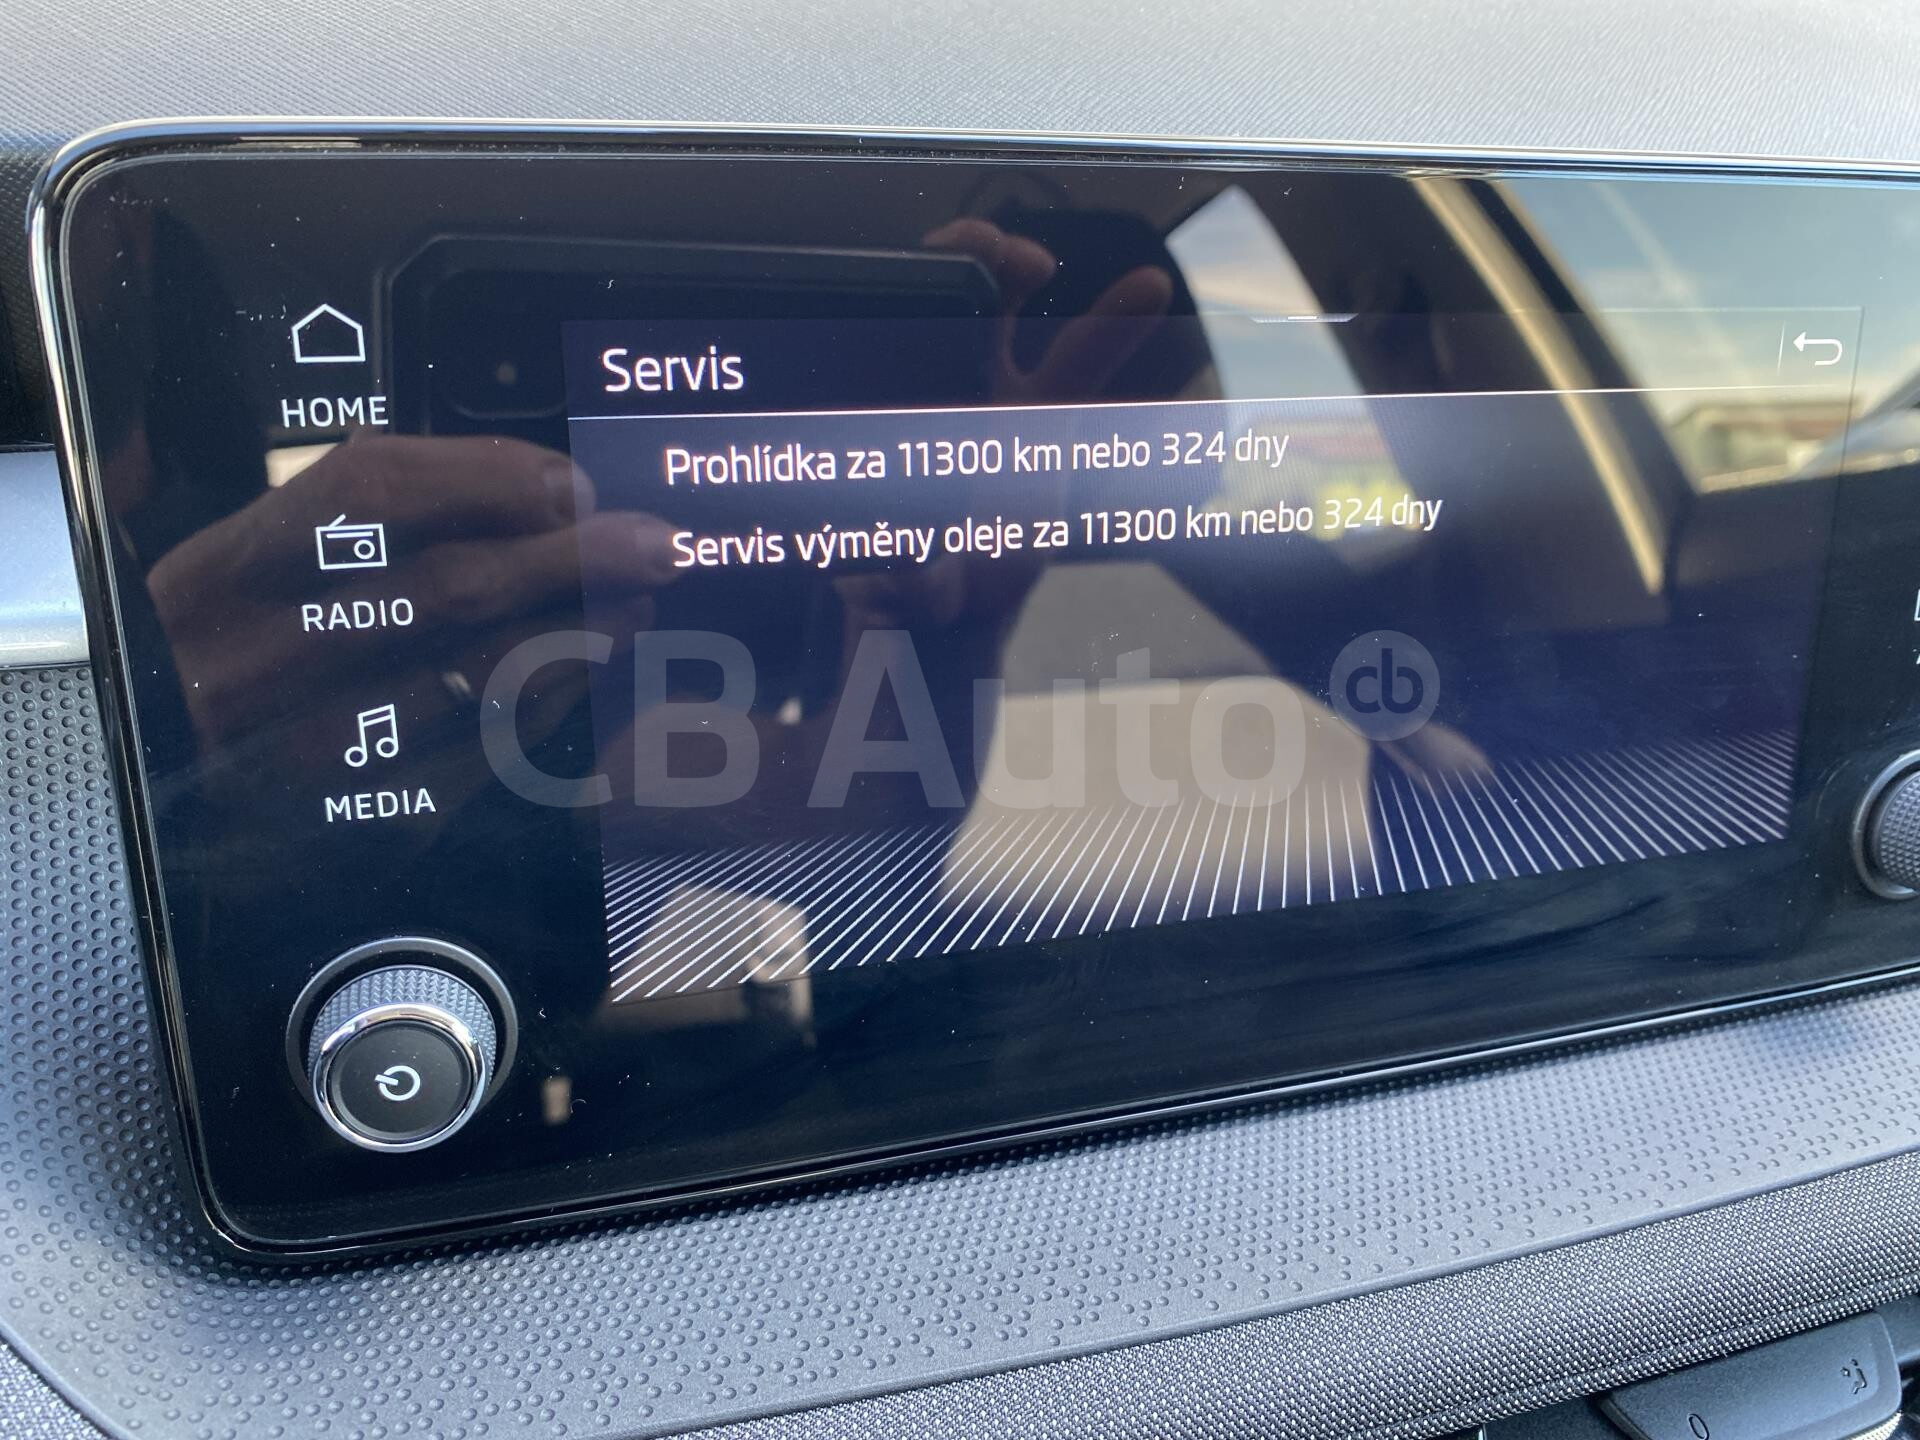 Servis
Prohlídka za 11300 km nebo 324 dny
Servis výměny oleje za 11300 km nebo 324 dny
HOME
RADIO
MEDIA
CB Auto cb
0